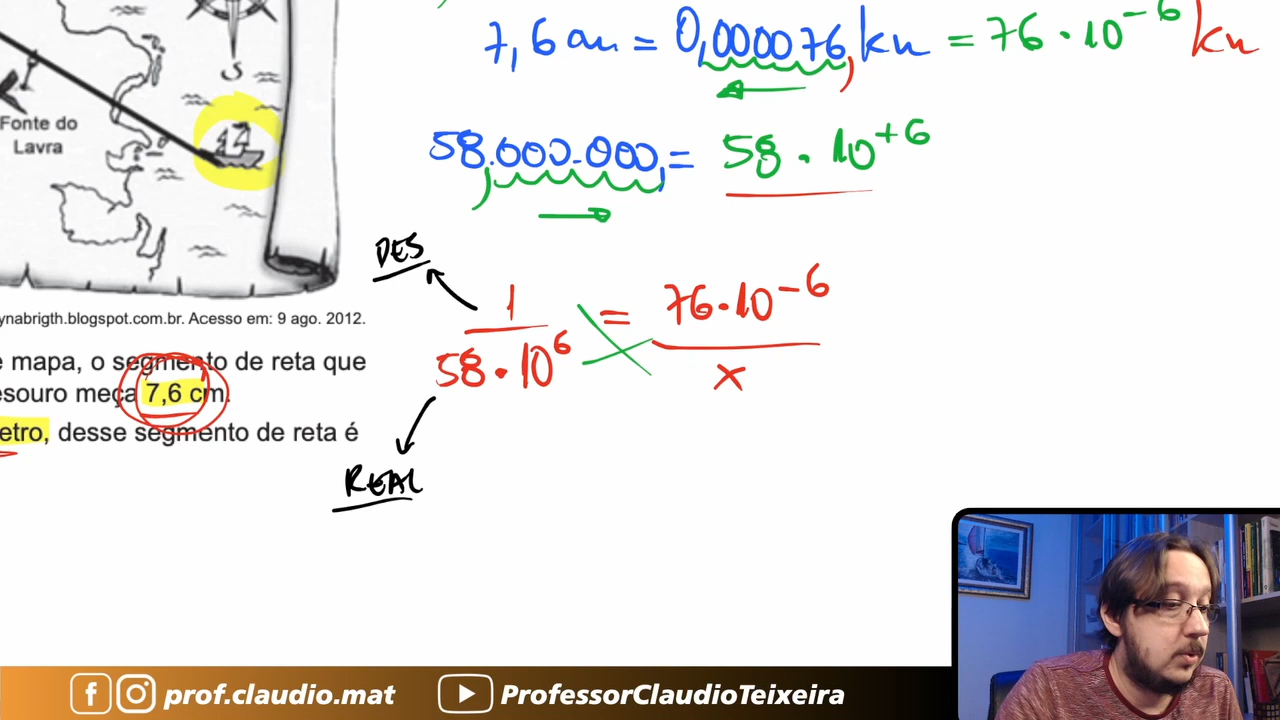 7,6 cm = 0,000076, km = 76 · 10⁻⁶ km
58.000.000, = 58 · 10⁺⁶
S
Fonte do
Lavra
DES
1 / 58 · 10⁶ = 76 · 10⁻⁶ / x
REAL
ynabrigth.blogspot.com.br. Acesso em: 9 ago. 2012.
e mapa, o segmento de reta que
esouro meça 7,6 cm.
etro, desse segmento de reta é
prof.claudio.mat
ProfessorClaudioTeixeira